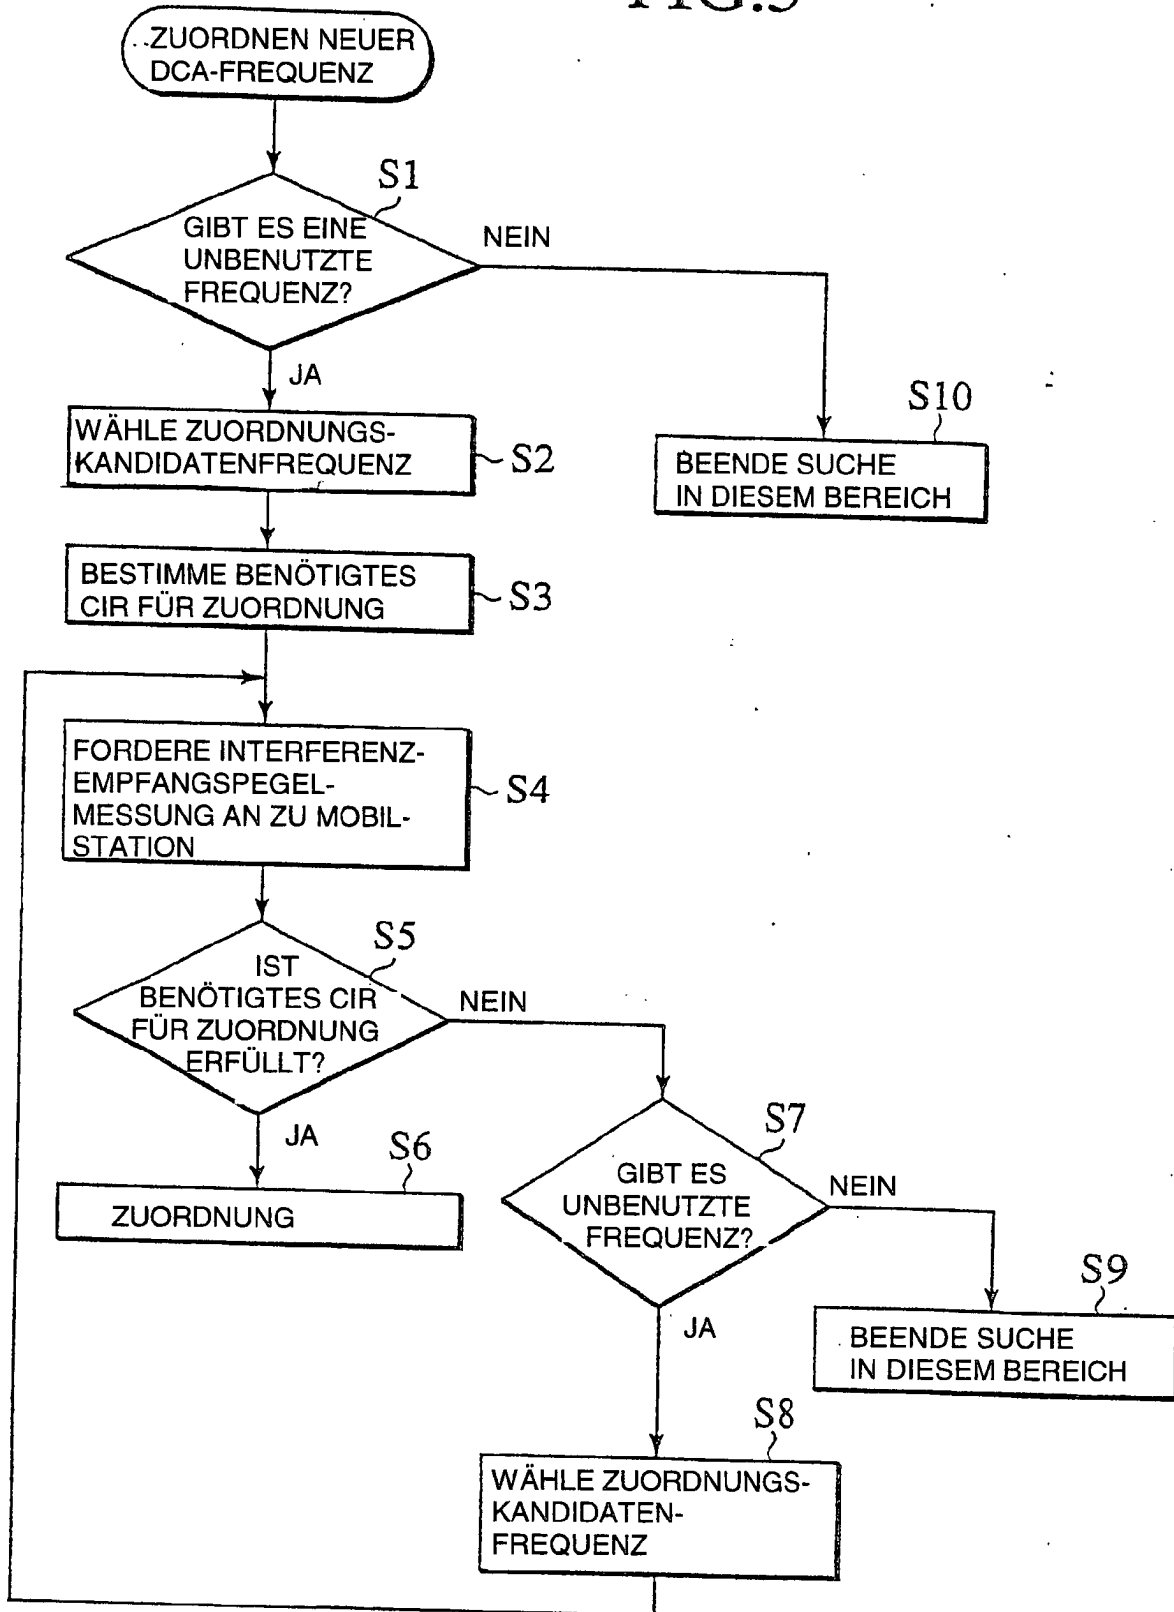 FIG.5
ZUORDNEN NEUER
DCA-FREQUENZ
S1
GIBT ES EINE
UNBENUTZTE
FREQUENZ?
NEIN
JA
S10
WÄHLE ZUORDNUNGS-
KANDIDATENFREQUENZ
S2
BEENDE SUCHE
IN DIESEM BEREICH
BESTIMME BENÖTIGTES
CIR FÜR ZUORDNUNG
S3
FORDERE INTERFERENZ-
EMPFANGSPEGEL-
MESSUNG AN ZU MOBIL-
STATION
S4
S5
IST
BENÖTIGTES CIR
FÜR ZUORDNUNG
ERFÜLLT?
NEIN
JA
S6
ZUORDNUNG
S7
GIBT ES
UNBENUTZTE
FREQUENZ?
NEIN
JA
S9
BEENDE SUCHE
IN DIESEM BEREICH
S8
WÄHLE ZUORDNUNGS-
KANDIDATEN-
FREQUENZ